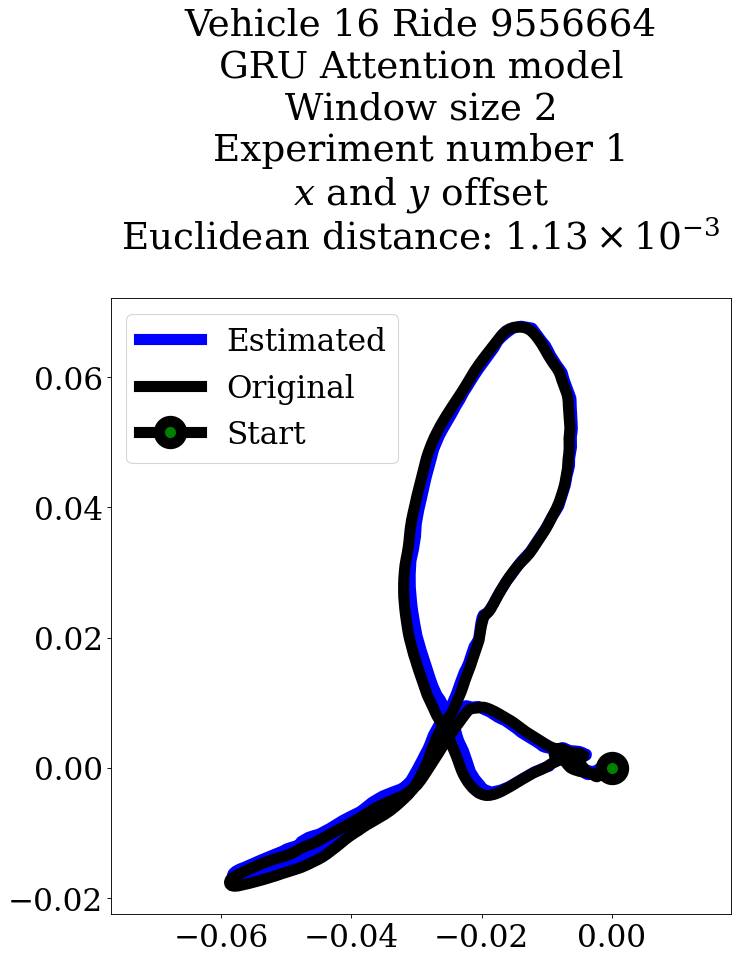 Vehicle 16 Ride 9556664
GRU Attention model
Window size 2
Experiment number 1
x and y offset
Euclidean distance: 1.13 × 10⁻³
Estimated
Original
Start
0.06
0.04
0.02
0.00
−0.02
−0.06 −0.04 −0.02 0.00